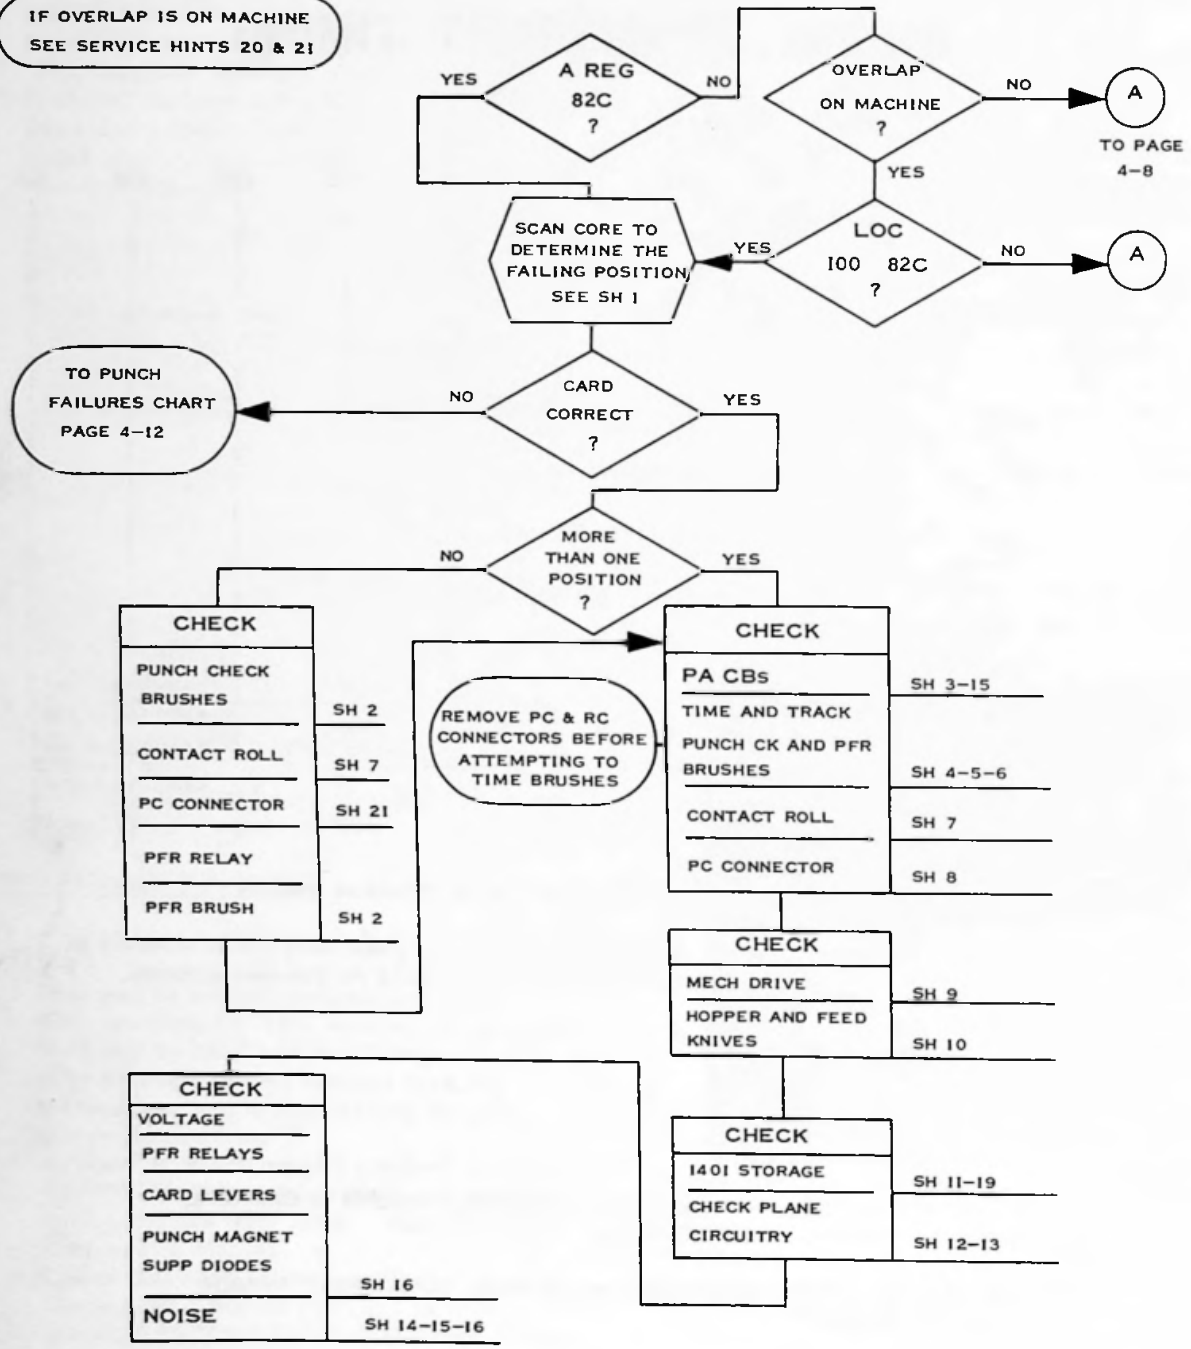 IF OVERLAP IS ON MACHINE
SEE SERVICE HINTS 20 & 21
YES
A REG
82C
?
NO
OVERLAP
ON MACHINE
?
NO
A
TO PAGE
4-8
YES
SCAN CORE TO
DETERMINE THE
FAILING POSITION
SEE SH 1
YES
LOC
100 82C
?
NO
A
TO PUNCH
FAILURES CHART
PAGE 4-12
NO
CARD
CORRECT
?
YES
NO
MORE
THAN ONE
POSITION
?
YES
CHECK
PUNCH CHECK
BRUSHES
SH 2
CONTACT ROLL
SH 7
PC CONNECTOR
SH 21
PFR RELAY
PFR BRUSH
SH 2
REMOVE PC & RC
CONNECTORS BEFORE
ATTEMPTING TO
TIME BRUSHES
CHECK
PA CBs
SH 3-15
TIME AND TRACK
PUNCH CK AND PFR
BRUSHES
SH 4-5-6
CONTACT ROLL
SH 7
PC CONNECTOR
SH 8
CHECK
MECH DRIVE
SH 9
HOPPER AND FEED
KNIVES
SH 10
CHECK
1401 STORAGE
SH 11-19
CHECK PLANE
CIRCUITRY
SH 12-13
CHECK
VOLTAGE
PFR RELAYS
CARD LEVERS
PUNCH MAGNET
SUPP DIODES
SH 16
NOISE
SH 14-15-16